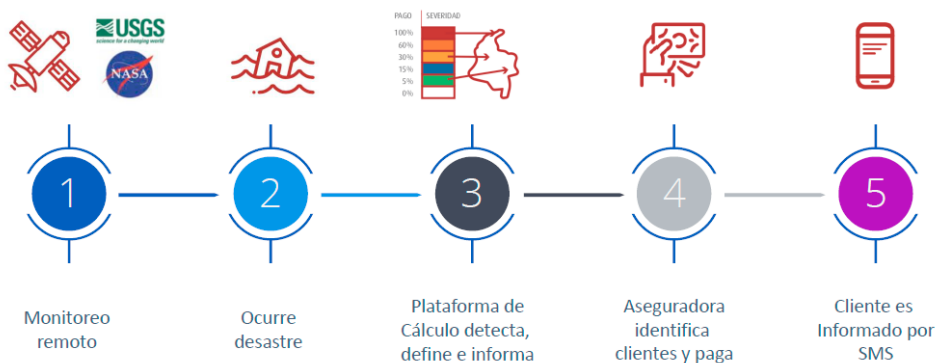 USGS
science for a changing world
NASA
PAGO SEVERIDAD
100%
60%
30%
15%
5%
0%
1
2
3
4
5
Monitoreo
remoto
Ocurre
desastre
Plataforma de
Cálculo detecta,
define e informa
Aseguradora
identifica
clientes y paga
Cliente es
Informado por
SMS